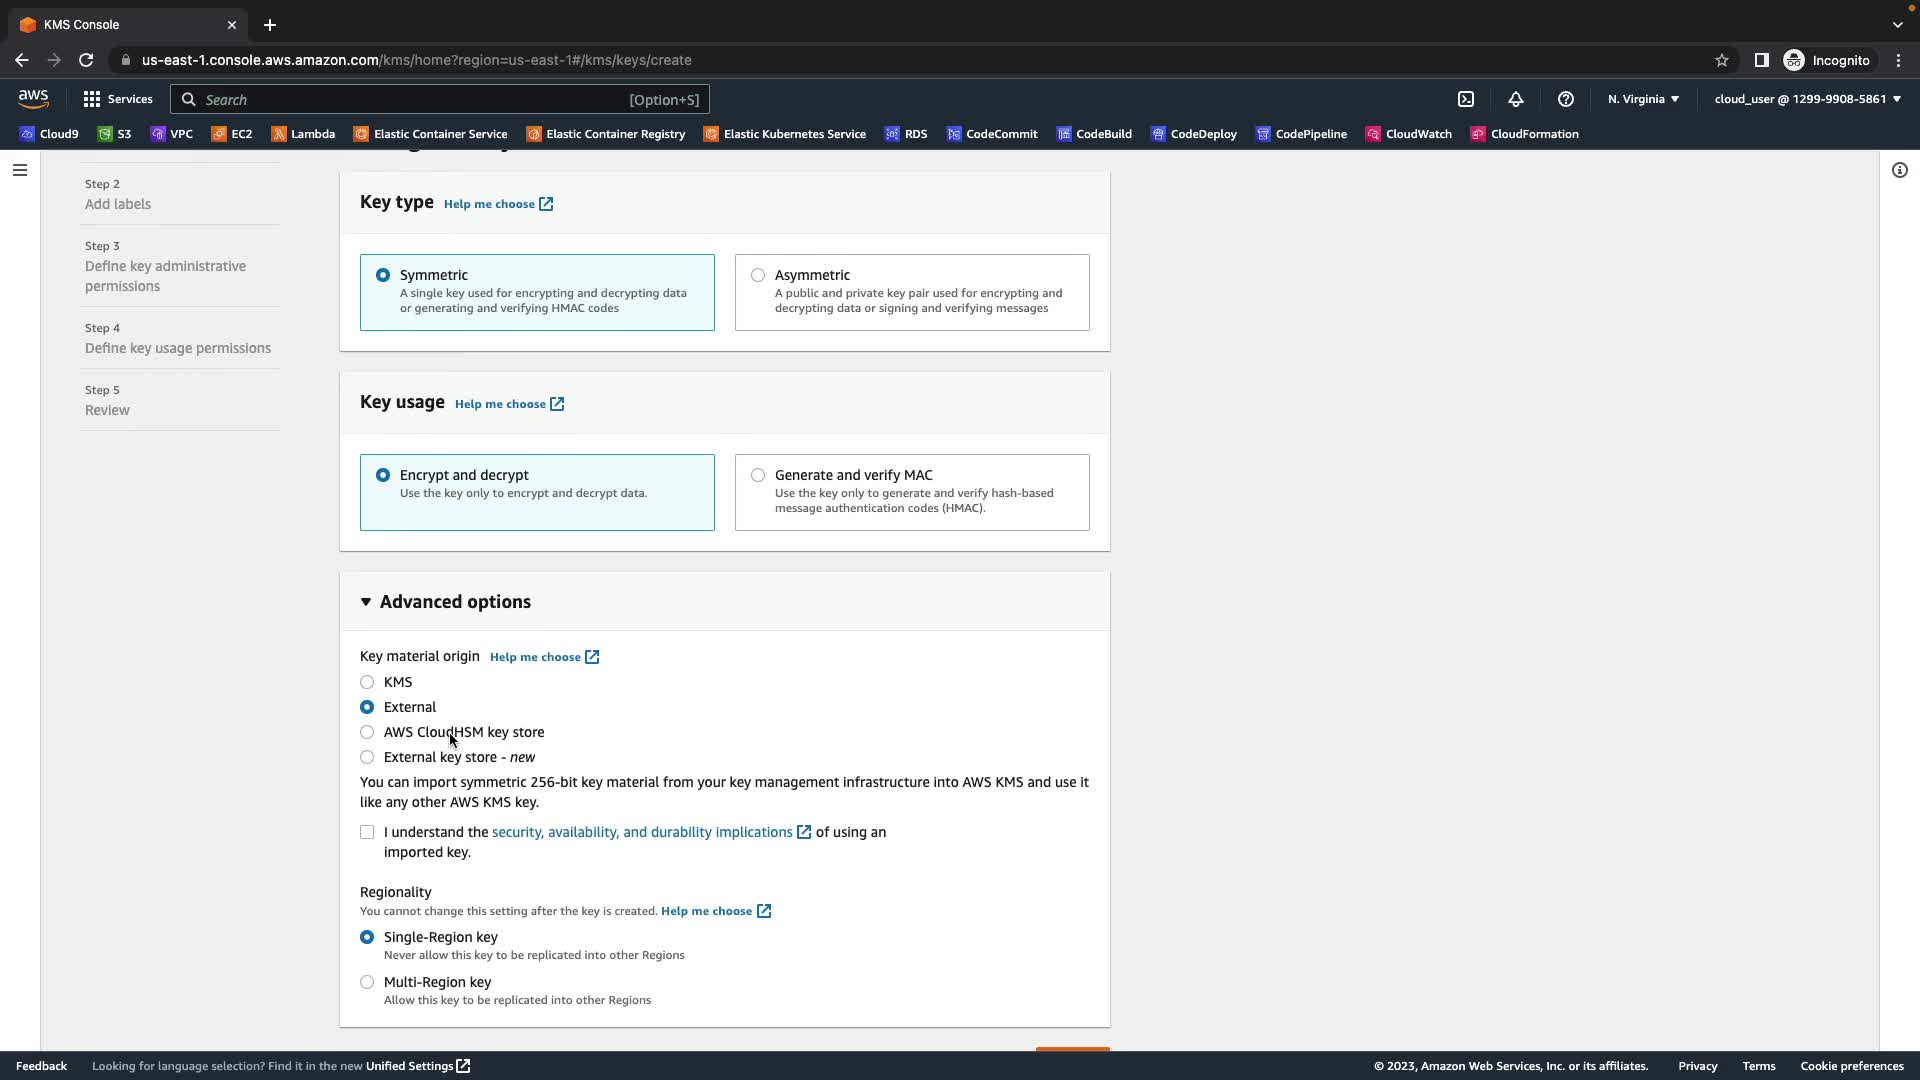 KMS Console
us-east-1.console.aws.amazon.com/kms/home?region=us-east-1#/kms/keys/create
Incognito
aws
Services
Search
[Option+S]
N. Virginia
cloud_user @ 1299-9908-5861
Cloud9
S3
VPC
EC2
Lambda
Elastic Container Service
Elastic Container Registry
Elastic Kubernetes Service
RDS
CodeCommit
CodeBuild
CodeDeploy
CodePipeline
CloudWatch
CloudFormation
Step 2
Add labels
Step 3
Define key administrative
permissions
Step 4
Define key usage permissions
Step 5
Review
Key type Help me choose
Symmetric
A single key used for encrypting and decrypting data
or generating and verifying HMAC codes
Asymmetric
A public and private key pair used for encrypting and
decrypting data or signing and verifying messages
Key usage Help me choose
Encrypt and decrypt
Use the key only to encrypt and decrypt data.
Generate and verify MAC
Use the key only to generate and verify hash-based
message authentication codes (HMAC).
Advanced options
Key material origin Help me choose
KMS
External
AWS CloudHSM key store
External key store - new
You can import symmetric 256-bit key material from your key management infrastructure into AWS KMS and use it
like any other AWS KMS key.
I understand the security, availability, and durability implications of using an
imported key.
Regionality
You cannot change this setting after the key is created. Help me choose
Single-Region key
Never allow this key to be replicated into other Regions
Multi-Region key
Allow this key to be replicated into other Regions
Feedback
Looking for language selection? Find it in the new Unified Settings
© 2023, Amazon Web Services, Inc. or its affiliates.
Privacy
Terms
Cookie preferences